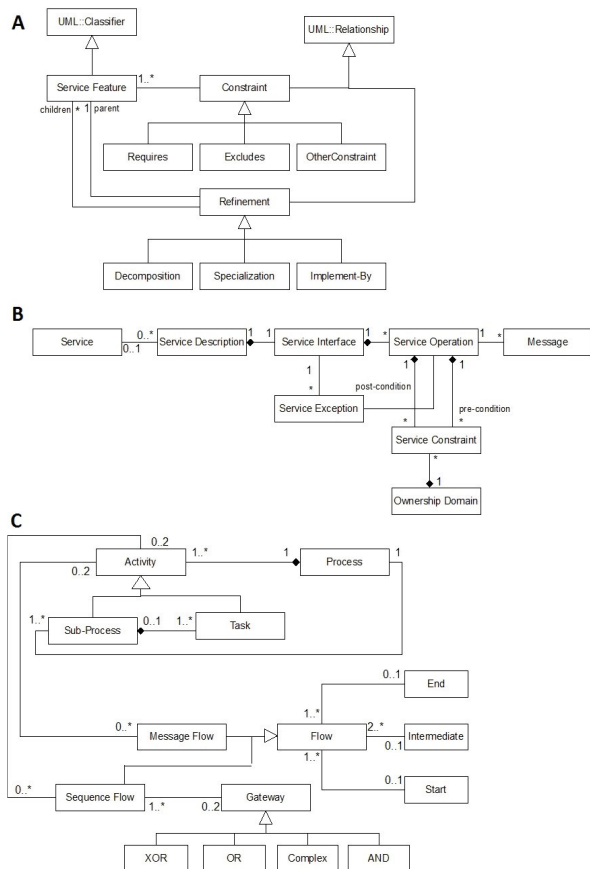 A
UML::Classifier
UML::Relationship
1..*
Service Feature
Constraint
children * 1 parent
Requires
Excludes
OtherConstraint
Refinement
Decomposition
Specialization
Implement-By
B
Service
0..*
0..1
Service Description
1
1
Service Interface
1
*
Service Operation
1
*
Message
1
*
post-condition
1
1
pre-condition
Service Exception
*
*
Service Constraint
*
1
Ownership Domain
C
0..2
Activity
0..2
1..*
1
Process
1
1..*
Sub-Process
0..1
1..*
Task
0..1
End
1..*
0..*
Message Flow
Flow
2..*
Intermediate
0..1
1..*
0..1
Start
0..*
Sequence Flow
1..*
0..2
Gateway
XOR
OR
Complex
AND